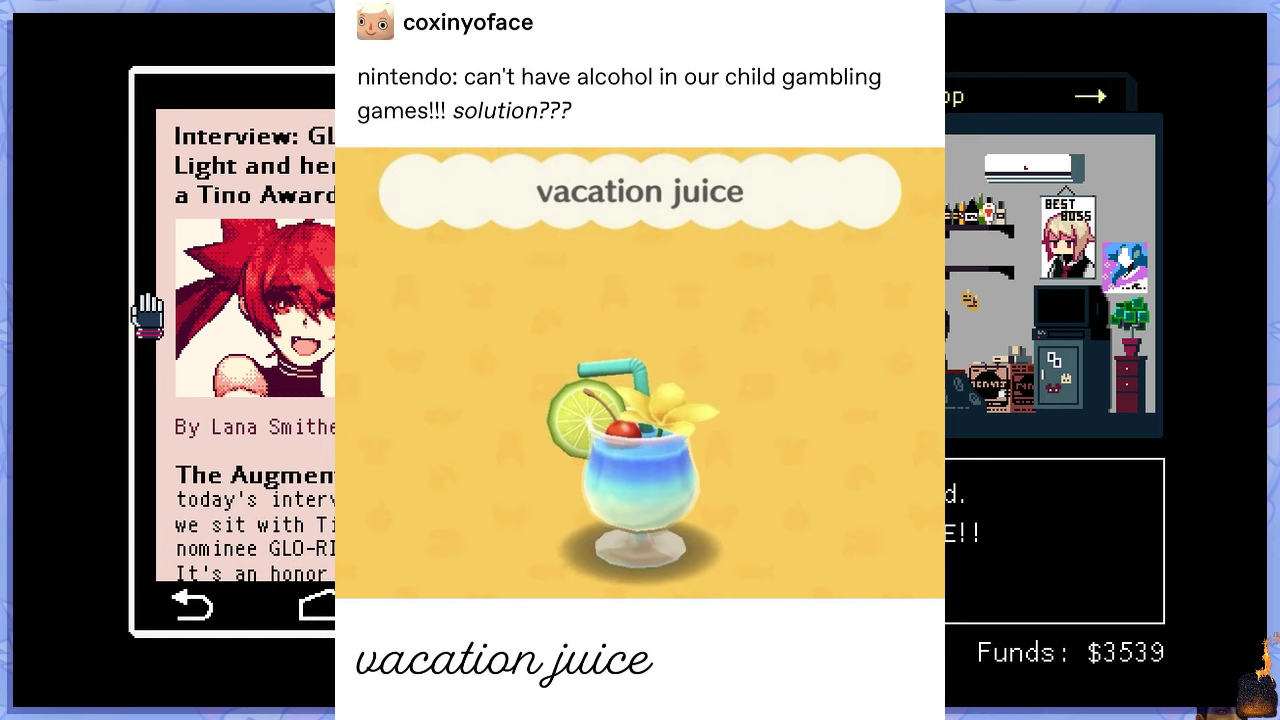 coxinyoface
nintendo: can't have alcohol in our child gambling
games!!! solution???
vacation juice
vacation juice
Interview: GL
Light and her
a Tino Award
By Lana Smithe
The Augmen
today's interv
we sit with Ti
nominee GLO-RI
It's an honor
op
BEST
BOSS
d.
E!!
Funds: $3539